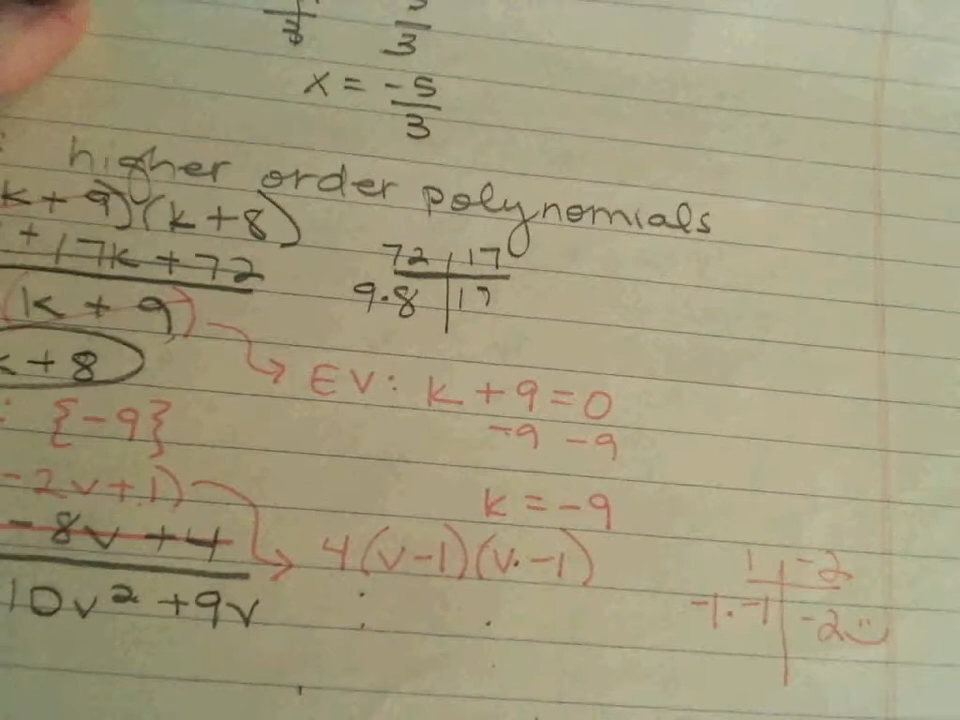 3
x = -5
3
higher order polynomials
k + 9)(k + 8)
+ 17k + 72
72 17
9.8 17
(k + 9)
k + 8
EV: k + 9 = 0
-9 -9
: {-9}
k = -9
-2v + 1)
- 8v + 4
4(v - 1)(v - 1)
1 -2
-1.-1 -2
10v² + 9v